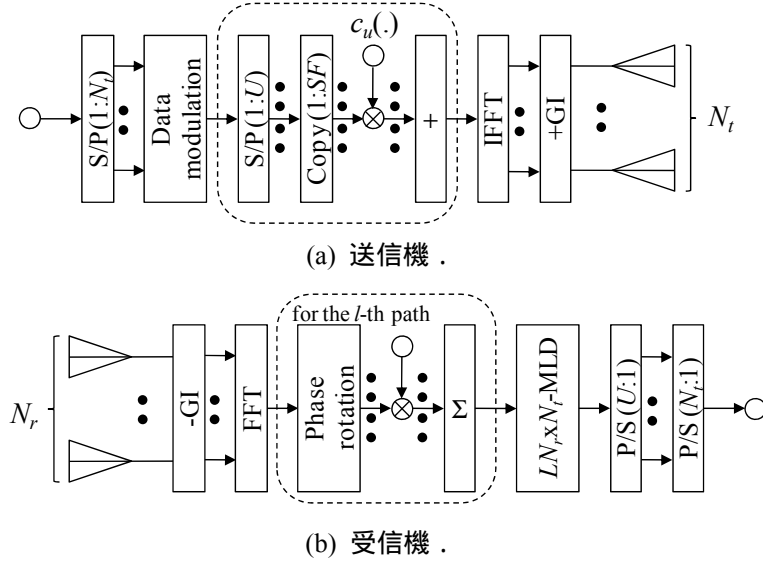 c_u(.)
S/P (1:N_t)
Data
modulation
S/P (1:U)
Copy (1:SF)
+
IFFT
+GI
N_t
(a) 送信機．
for the l-th path
N_r
-GI
FFT
Phase
rotation
Σ
LN_rxN_t-MLD
P/S (U:1)
P/S (N_t:1)
(b) 受信機．